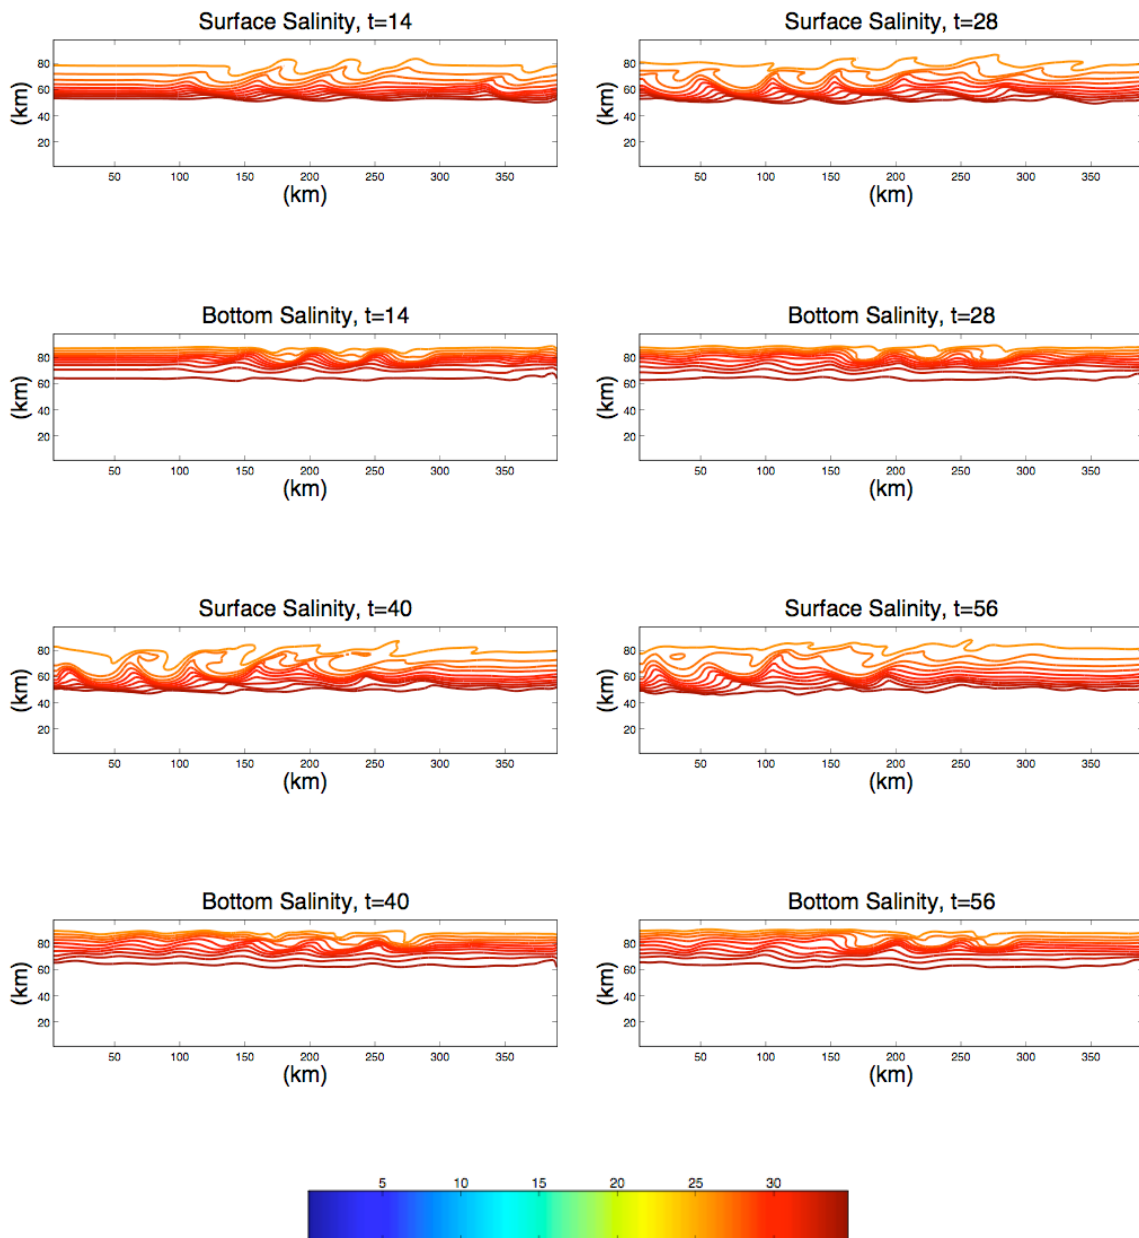 Surface Salinity, t=14
Surface Salinity, t=28
(km)
80
60
40
20
50 100 150 200 250 300 350
(km)
(km)
80
60
40
20
50 100 150 200 250 300 350
(km)
Bottom Salinity, t=14
Bottom Salinity, t=28
(km)
80
60
40
20
50 100 150 200 250 300 350
(km)
(km)
80
60
40
20
50 100 150 200 250 300 350
(km)
Surface Salinity, t=40
Surface Salinity, t=56
(km)
80
60
40
20
50 100 150 200 250 300 350
(km)
(km)
80
60
40
20
50 100 150 200 250 300 350
(km)
Bottom Salinity, t=40
Bottom Salinity, t=56
(km)
80
60
40
20
50 100 150 200 250 300 350
(km)
(km)
80
60
40
20
50 100 150 200 250 300 350
(km)
5 10 15 20 25 30